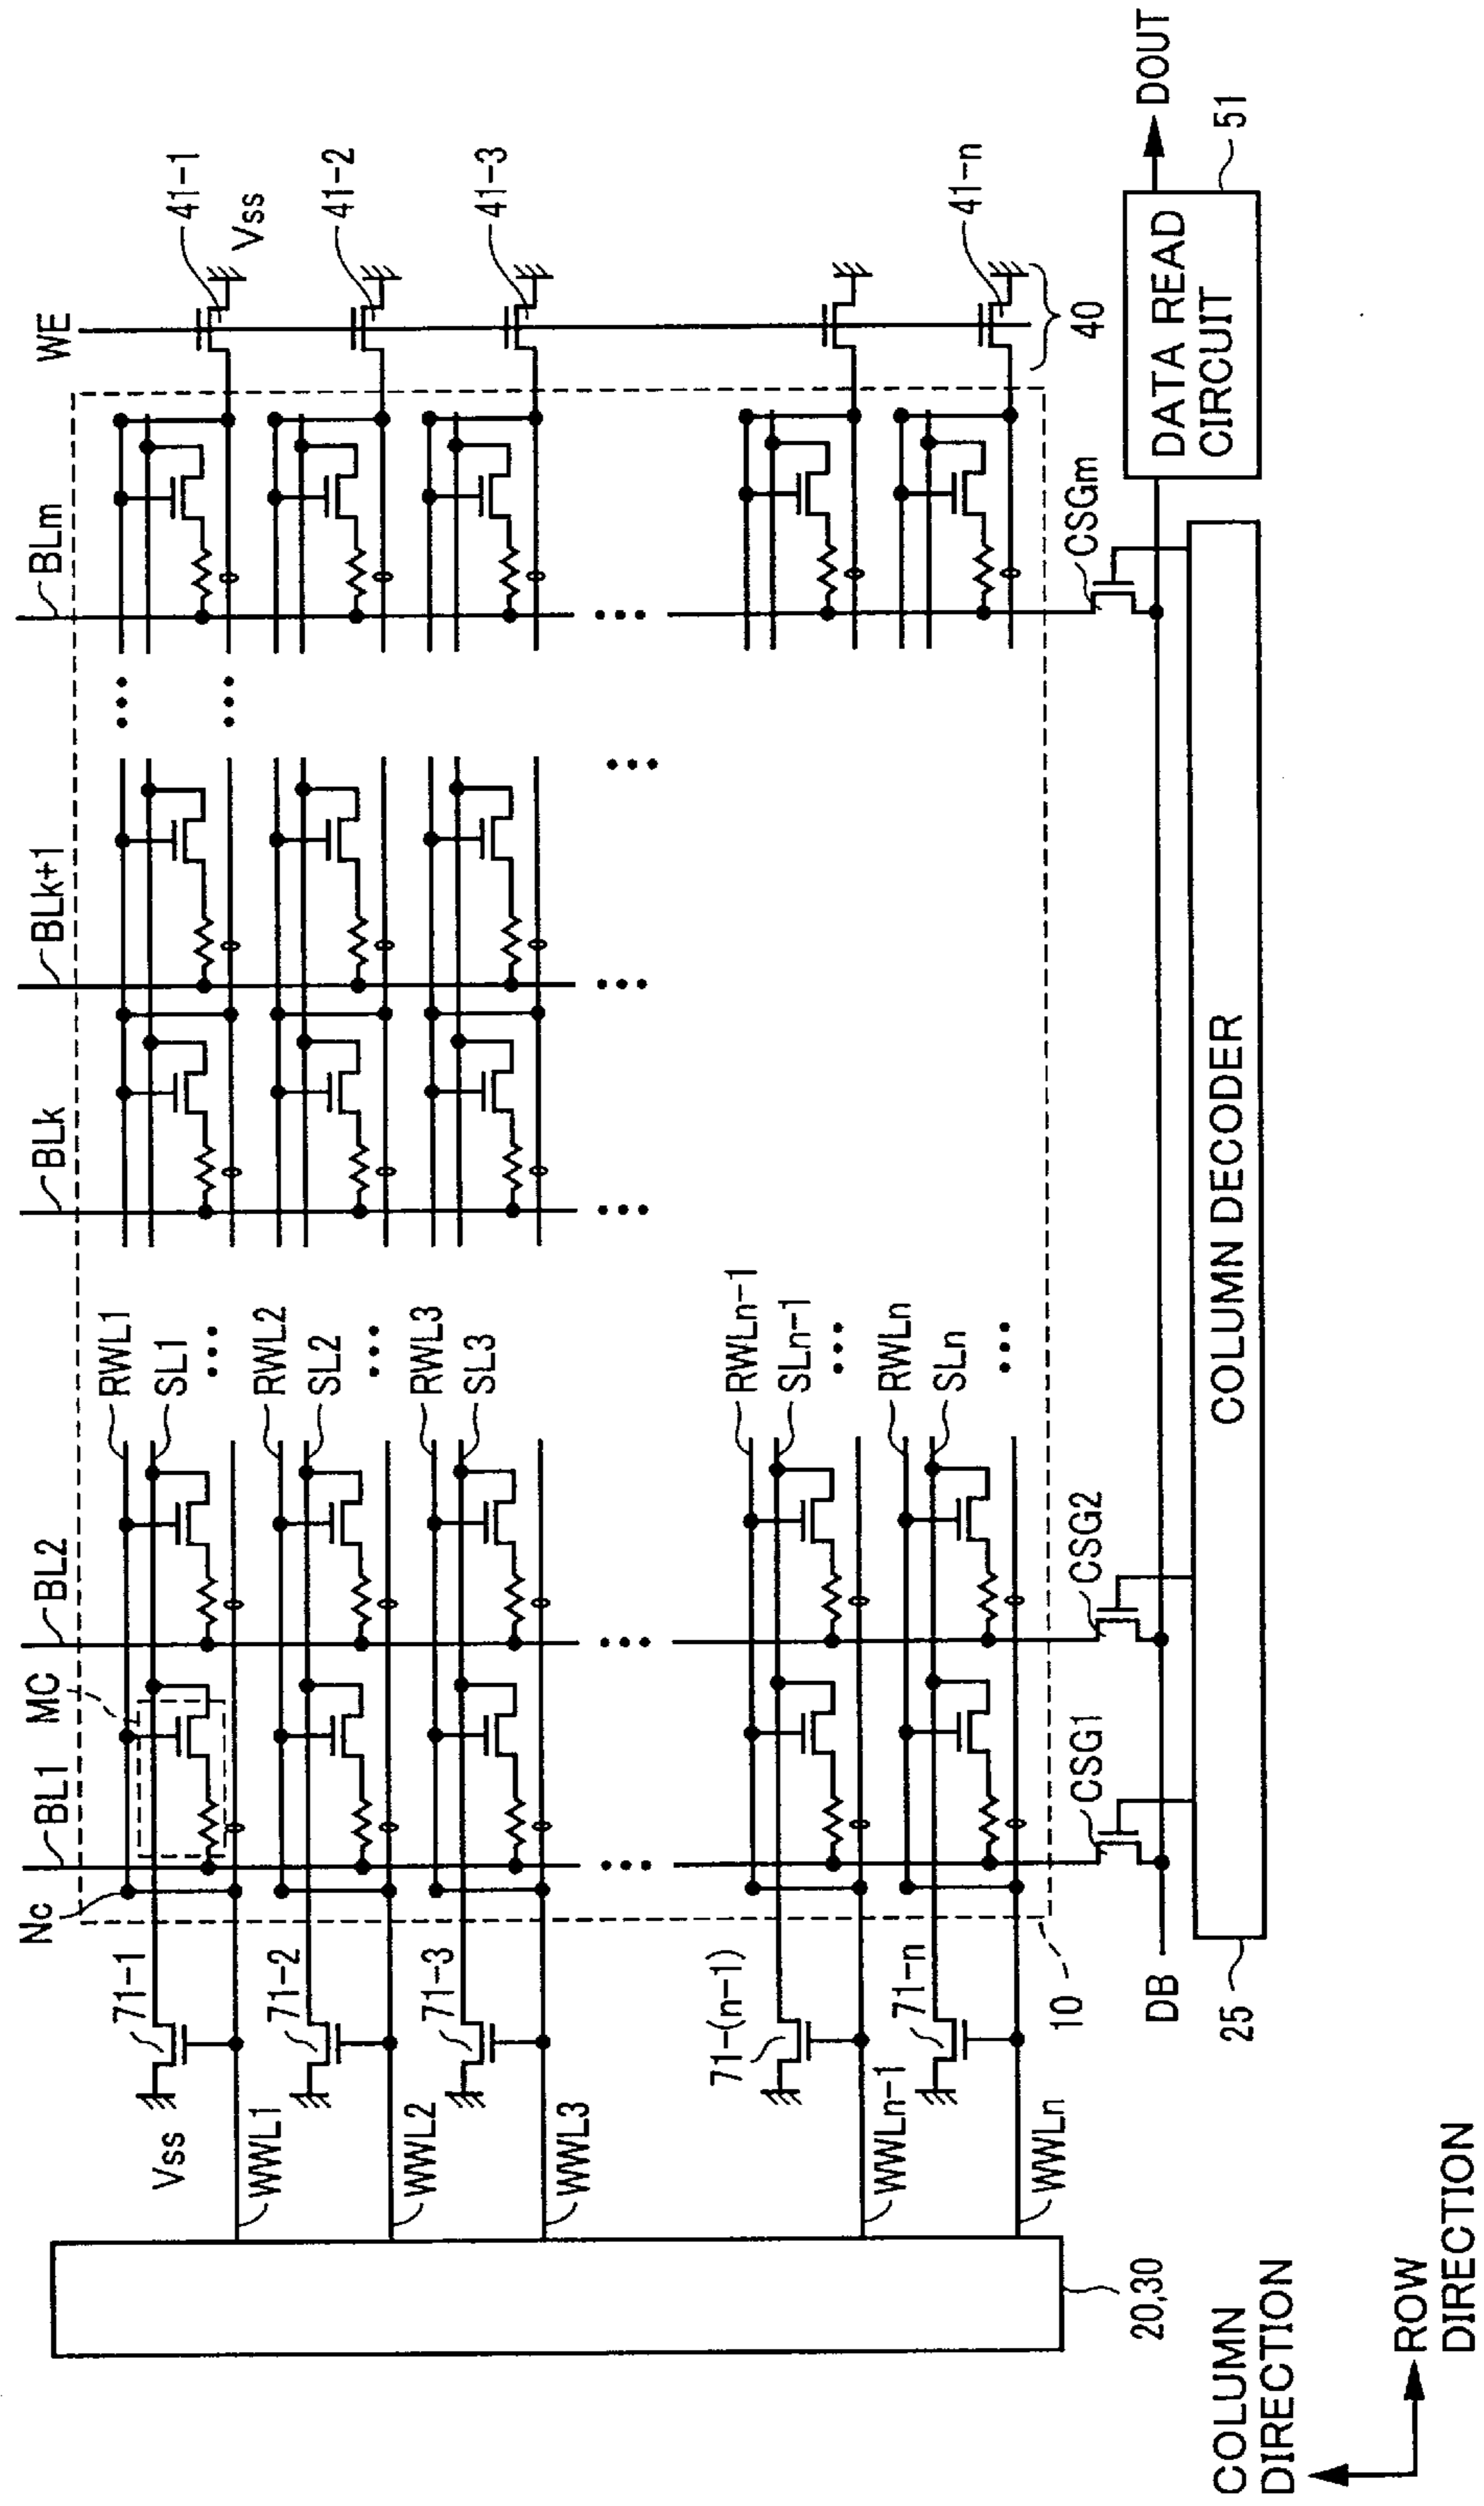 WE
41-1
Vss
41-2
41-3
41-n
40
DOUT
51
DATA READ
CIRCUIT
BLm
CSGm
BLk+1
BLk
COLUMN DECODER
RWL1
SL1
RWL2
SL2
RWL3
SL3
RWLn-1
SLn-1
RWLn
SLn
BL2
MC
BL1
Nc
CSG2
CSG1
71-1
71-2
71-3
71-(n-1)
71-n
10
DB
25
Vss
WWL1
WWL2
WWL3
WWLn-1
WWLn
20,30
COLUMN
DIRECTION
ROW
DIRECTION